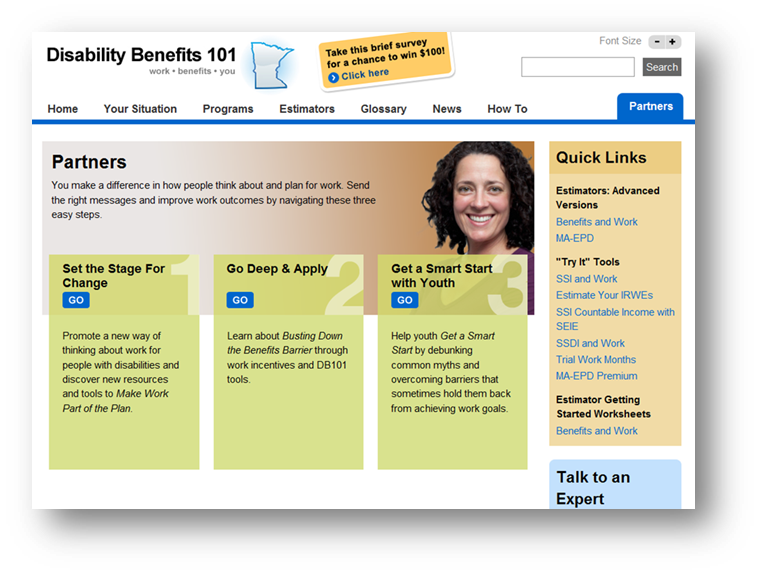 Disability Benefits 101
work • benefits • you
Take this brief survey
for a chance to win $100!
Click here
Font Size - +
Search
Home Your Situation Programs Estimators Glossary News How To Partners
Partners
You make a difference in how people think about and plan for work. Send
the right messages and improve work outcomes by navigating these three
easy steps.
1
Set the Stage For
Change
GO
Promote a new way of
thinking about work for
people with disabilities and
discover new resources
and tools to Make Work
Part of the Plan.
2
Go Deep & Apply
GO
Learn about Busting Down
the Benefits Barrier through
work incentives and DB101
tools.
3
Get a Smart Start
with Youth
GO
Help youth Get a Smart
Start by debunking
common myths and
overcoming barriers that
sometimes hold them back
from achieving work goals.
Quick Links
Estimators: Advanced
Versions
Benefits and Work
MA-EPD
"Try It" Tools
SSI and Work
Estimate Your IRWEs
SSI Countable Income with
SEIE
SSDI and Work
Trial Work Months
MA-EPD Premium
Estimator Getting
Started Worksheets
Benefits and Work
Talk to an
Expert